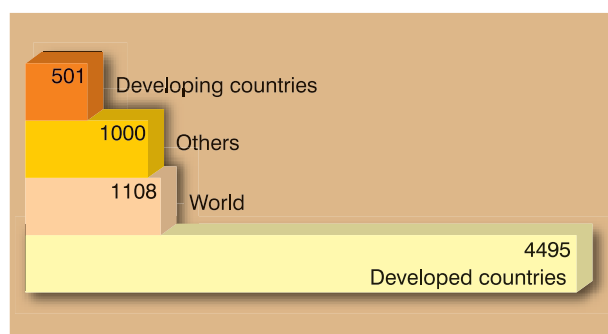 501
Developing countries
1000
Others
1108
World
4495
Developed countries